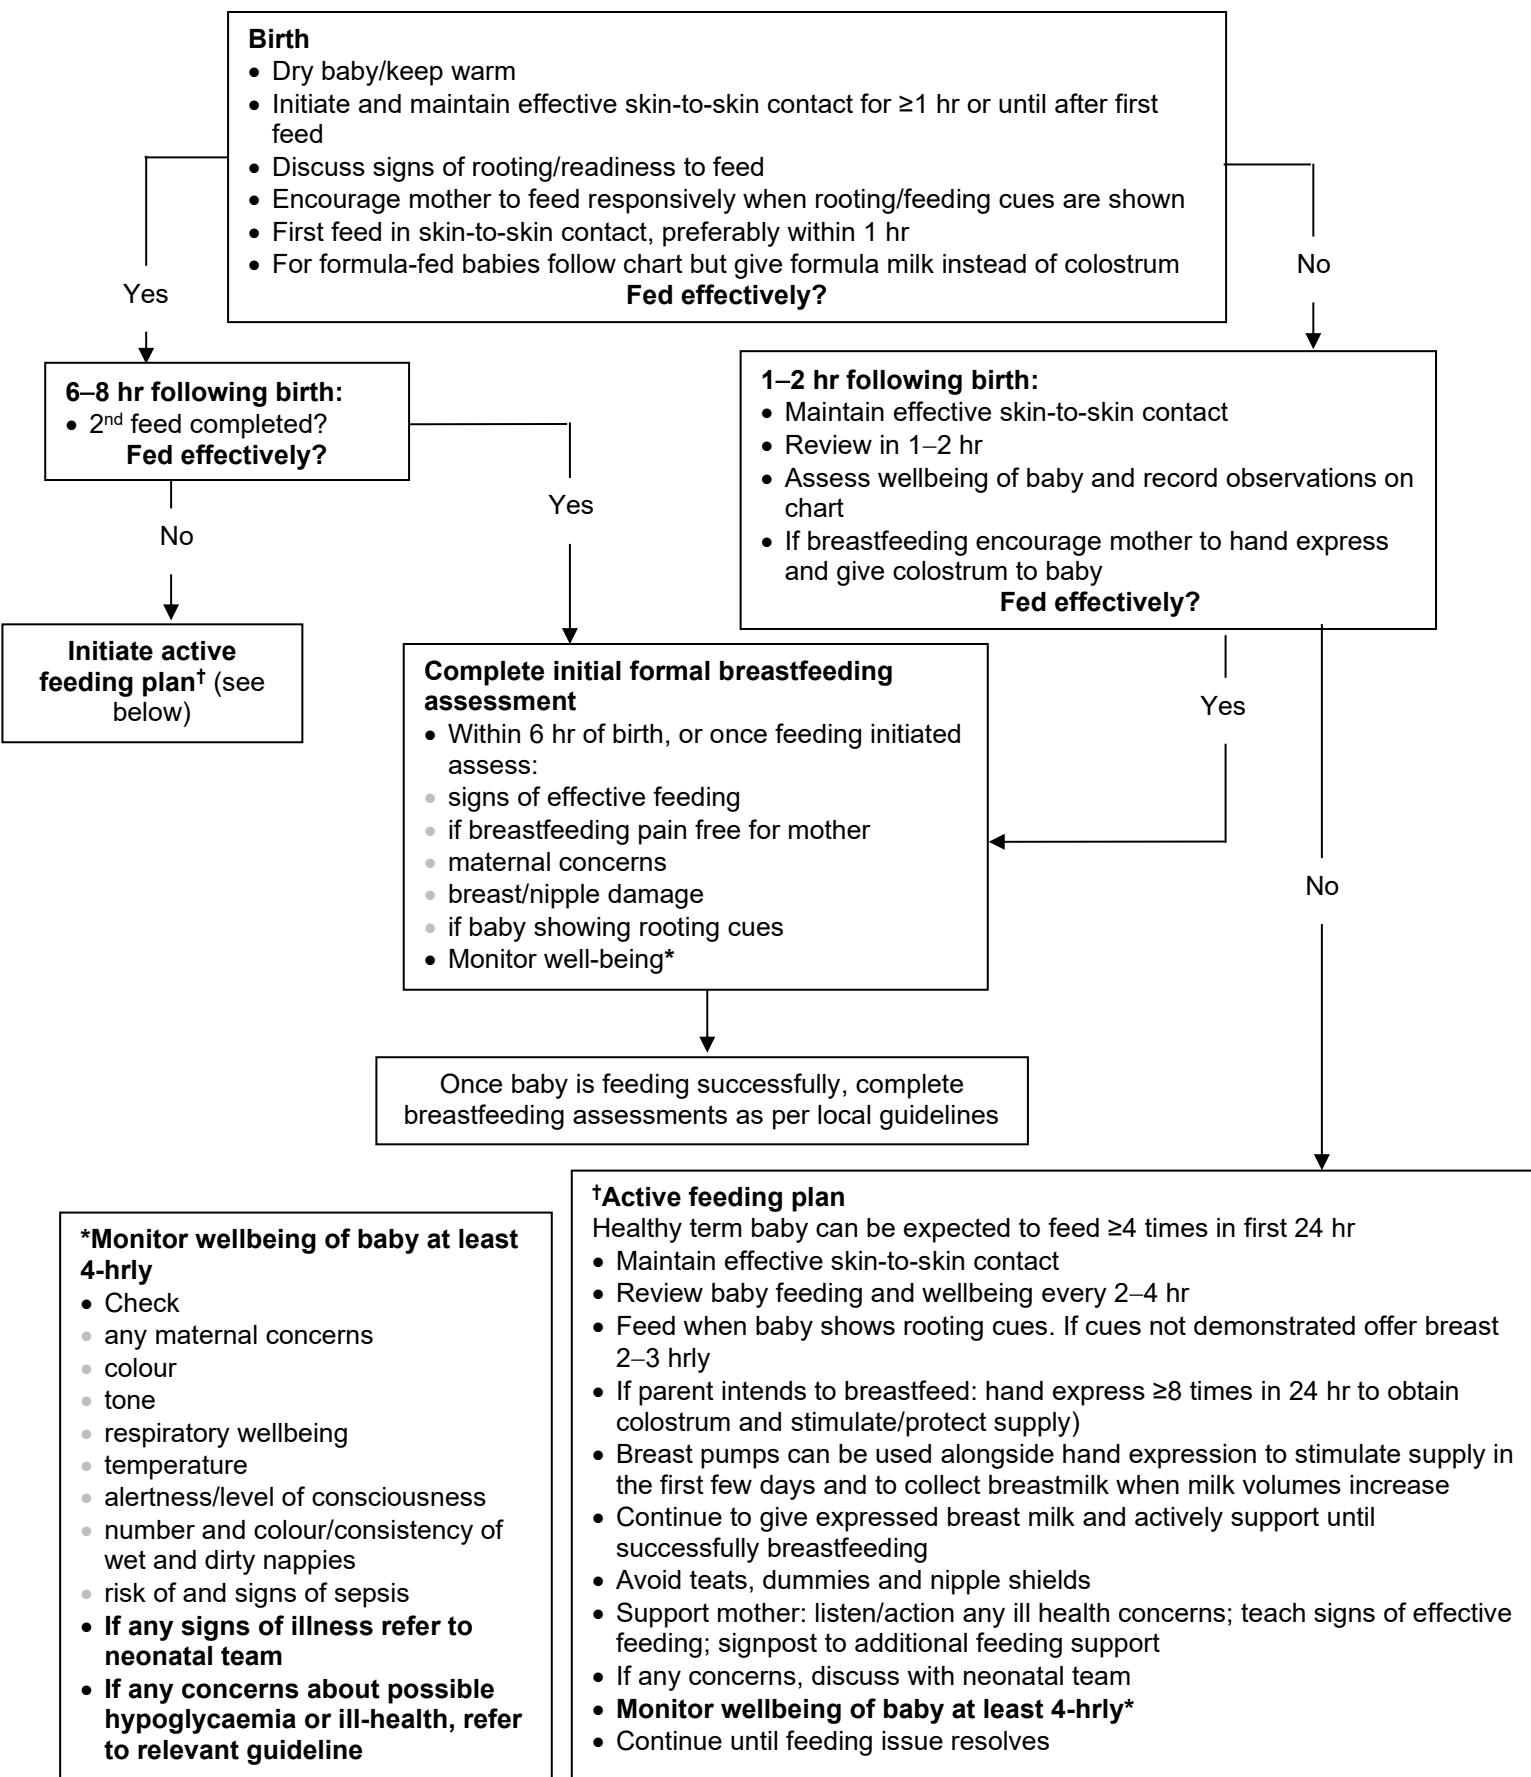 Birth
• Dry baby/keep warm
• Initiate and maintain effective skin-to-skin contact for ≥1 hr or until after first
feed
• Discuss signs of rooting/readiness to feed
• Encourage mother to feed responsively when rooting/feeding cues are shown
• First feed in skin-to-skin contact, preferably within 1 hr
• For formula-fed babies follow chart but give formula milk instead of colostrum
Fed effectively?
Yes
No
6–8 hr following birth:
• 2nd feed completed?
Fed effectively?
No
Yes
Initiate active
feeding plan† (see
below)
1–2 hr following birth:
• Maintain effective skin-to-skin contact
• Review in 1–2 hr
• Assess wellbeing of baby and record observations on
chart
• If breastfeeding encourage mother to hand express
and give colostrum to baby
Fed effectively?
Yes
No
Complete initial formal breastfeeding
assessment
• Within 6 hr of birth, or once feeding initiated
assess:
• signs of effective feeding
• if breastfeeding pain free for mother
• maternal concerns
• breast/nipple damage
• if baby showing rooting cues
• Monitor well-being*
Once baby is feeding successfully, complete
breastfeeding assessments as per local guidelines
*Monitor wellbeing of baby at least
4-hrly
• Check
• any maternal concerns
• colour
• tone
• respiratory wellbeing
• temperature
• alertness/level of consciousness
• number and colour/consistency of
wet and dirty nappies
• risk of and signs of sepsis
• If any signs of illness refer to
neonatal team
• If any concerns about possible
hypoglycaemia or ill-health, refer
to relevant guideline
†Active feeding plan
Healthy term baby can be expected to feed ≥4 times in first 24 hr
• Maintain effective skin-to-skin contact
• Review baby feeding and wellbeing every 2–4 hr
• Feed when baby shows rooting cues. If cues not demonstrated offer breast
2–3 hrly
• If parent intends to breastfeed: hand express ≥8 times in 24 hr to obtain
colostrum and stimulate/protect supply)
• Breast pumps can be used alongside hand expression to stimulate supply in
the first few days and to collect breastmilk when milk volumes increase
• Continue to give expressed breast milk and actively support until
successfully breastfeeding
• Avoid teats, dummies and nipple shields
• Support mother: listen/action any ill health concerns; teach signs of effective
feeding; signpost to additional feeding support
• If any concerns, discuss with neonatal team
• Monitor wellbeing of baby at least 4-hrly*
• Continue until feeding issue resolves